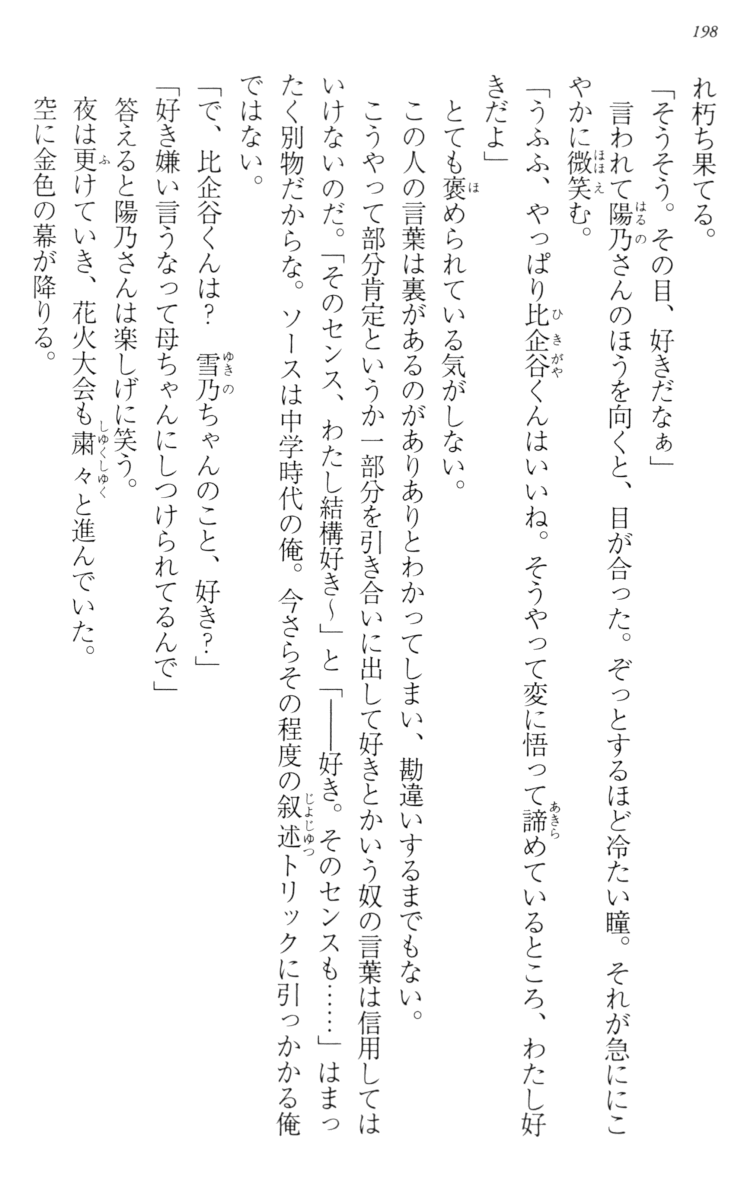 198
れ朽ち果てる。
「そうそう。その目、好きだなぁ」
言われて陽乃さんのほうを向くと、目が合った。ぞっとするほど冷たい瞳。それが急ににこ
やかに微笑む。
「うふふ、やっぱり比企谷くんはいいね。そうやって変に悟って諦めているところ、わたし好
きだよ」
とても褒められている気がしない。
この人の言葉は裏があるのがありありとわかってしまい、勘違いするまでもない。
こうやって部分肯定というか一部分を引き合いに出して好きとかいう奴の言葉は信用しては
いけないのだ。「そのセンス、わたし結構好き〜」と「――好き。そのセンスも……」はまっ
たく別物だからな。ソースは中学時代の俺。今さらその程度の叙述トリックに引っかかる俺
ではない。
「で、比企谷くんは？　雪乃ちゃんのこと、好き？」
「好き嫌い言うなって母ちゃんにしつけられてるんで」
答えると陽乃さんは楽しげに笑う。
夜は更けていき、花火大会も粛々と進んでいた。
空に金色の幕が降りる。